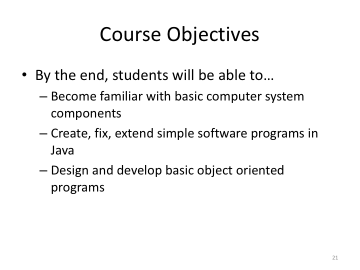 Course Objectives
• By the end, students will be able to…
– Become familiar with basic computer system
components
– Create, fix, extend simple software programs in
Java
– Design and develop basic object oriented
programs
21